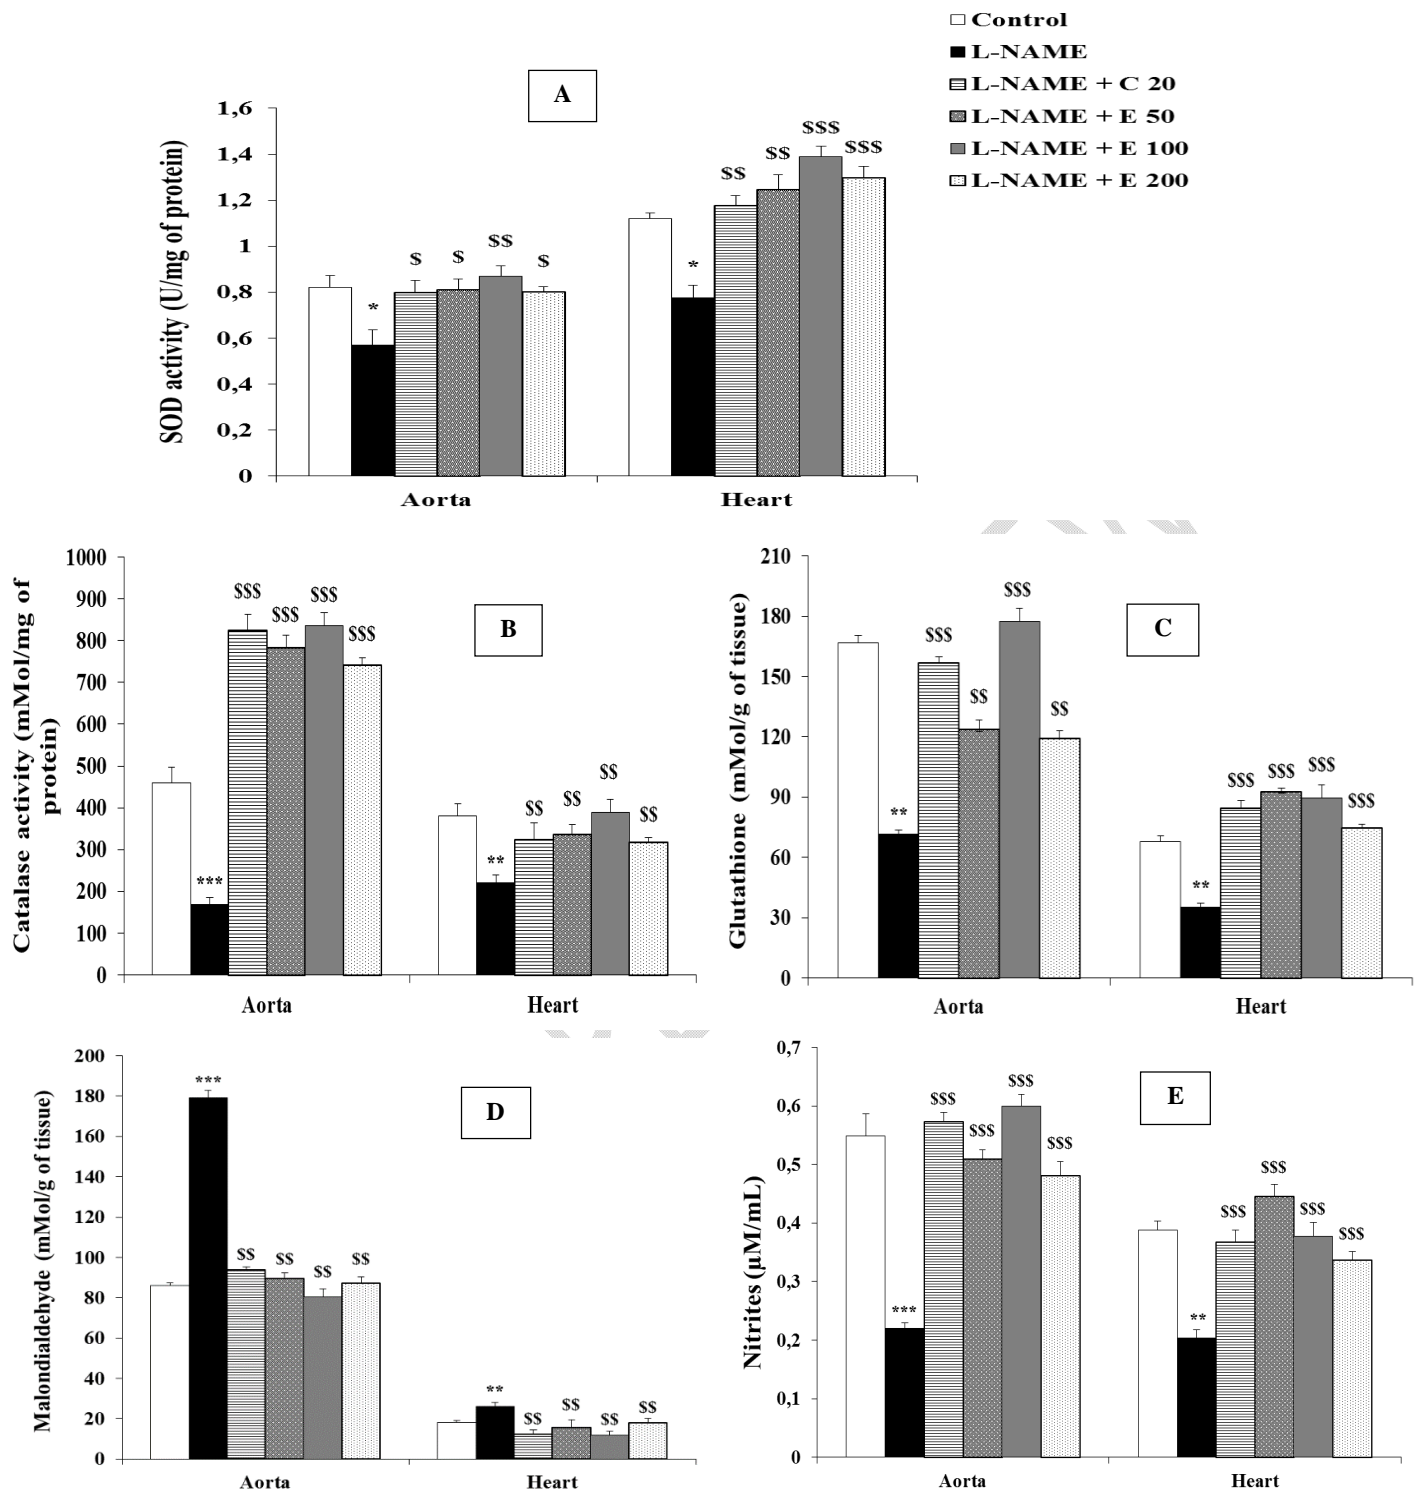 Control
L-NAME
L-NAME + C 20
L-NAME + E 50
L-NAME + E 100
L-NAME + E 200
A
SOD activity (U/mg of protein)
1,6
1,4
1,2
1
0,8
0,6
0,4
0,2
0
* $ $ $$ $
* $$ $$ $$$ $$$
Aorta Heart
B
Catalase activity (mMol/mg of
protein)
1000
900
800
700
600
500
400
300
200
100
0
*** $$$ $$$ $$$ $$$
** $$ $$ $$ $$
Aorta Heart
C
Glutathione (mMol/g of tissue)
210
180
150
120
90
60
30
0
** $$$ $$ $$$ $$
** $$$ $$$ $$$ $$$
Aorta Heart
D
Malondialdehyde (mMol/g of tissue)
200
180
160
140
120
100
80
60
40
20
0
*** $$ $$ $$ $$
** $$ $$ $$ $$
Aorta Heart
E
Nitrites (µM/mL)
0,7
0,6
0,5
0,4
0,3
0,2
0,1
0
*** $$$ $$$ $$$ $$$
** $$$ $$$ $$$ $$$
Aorta Heart